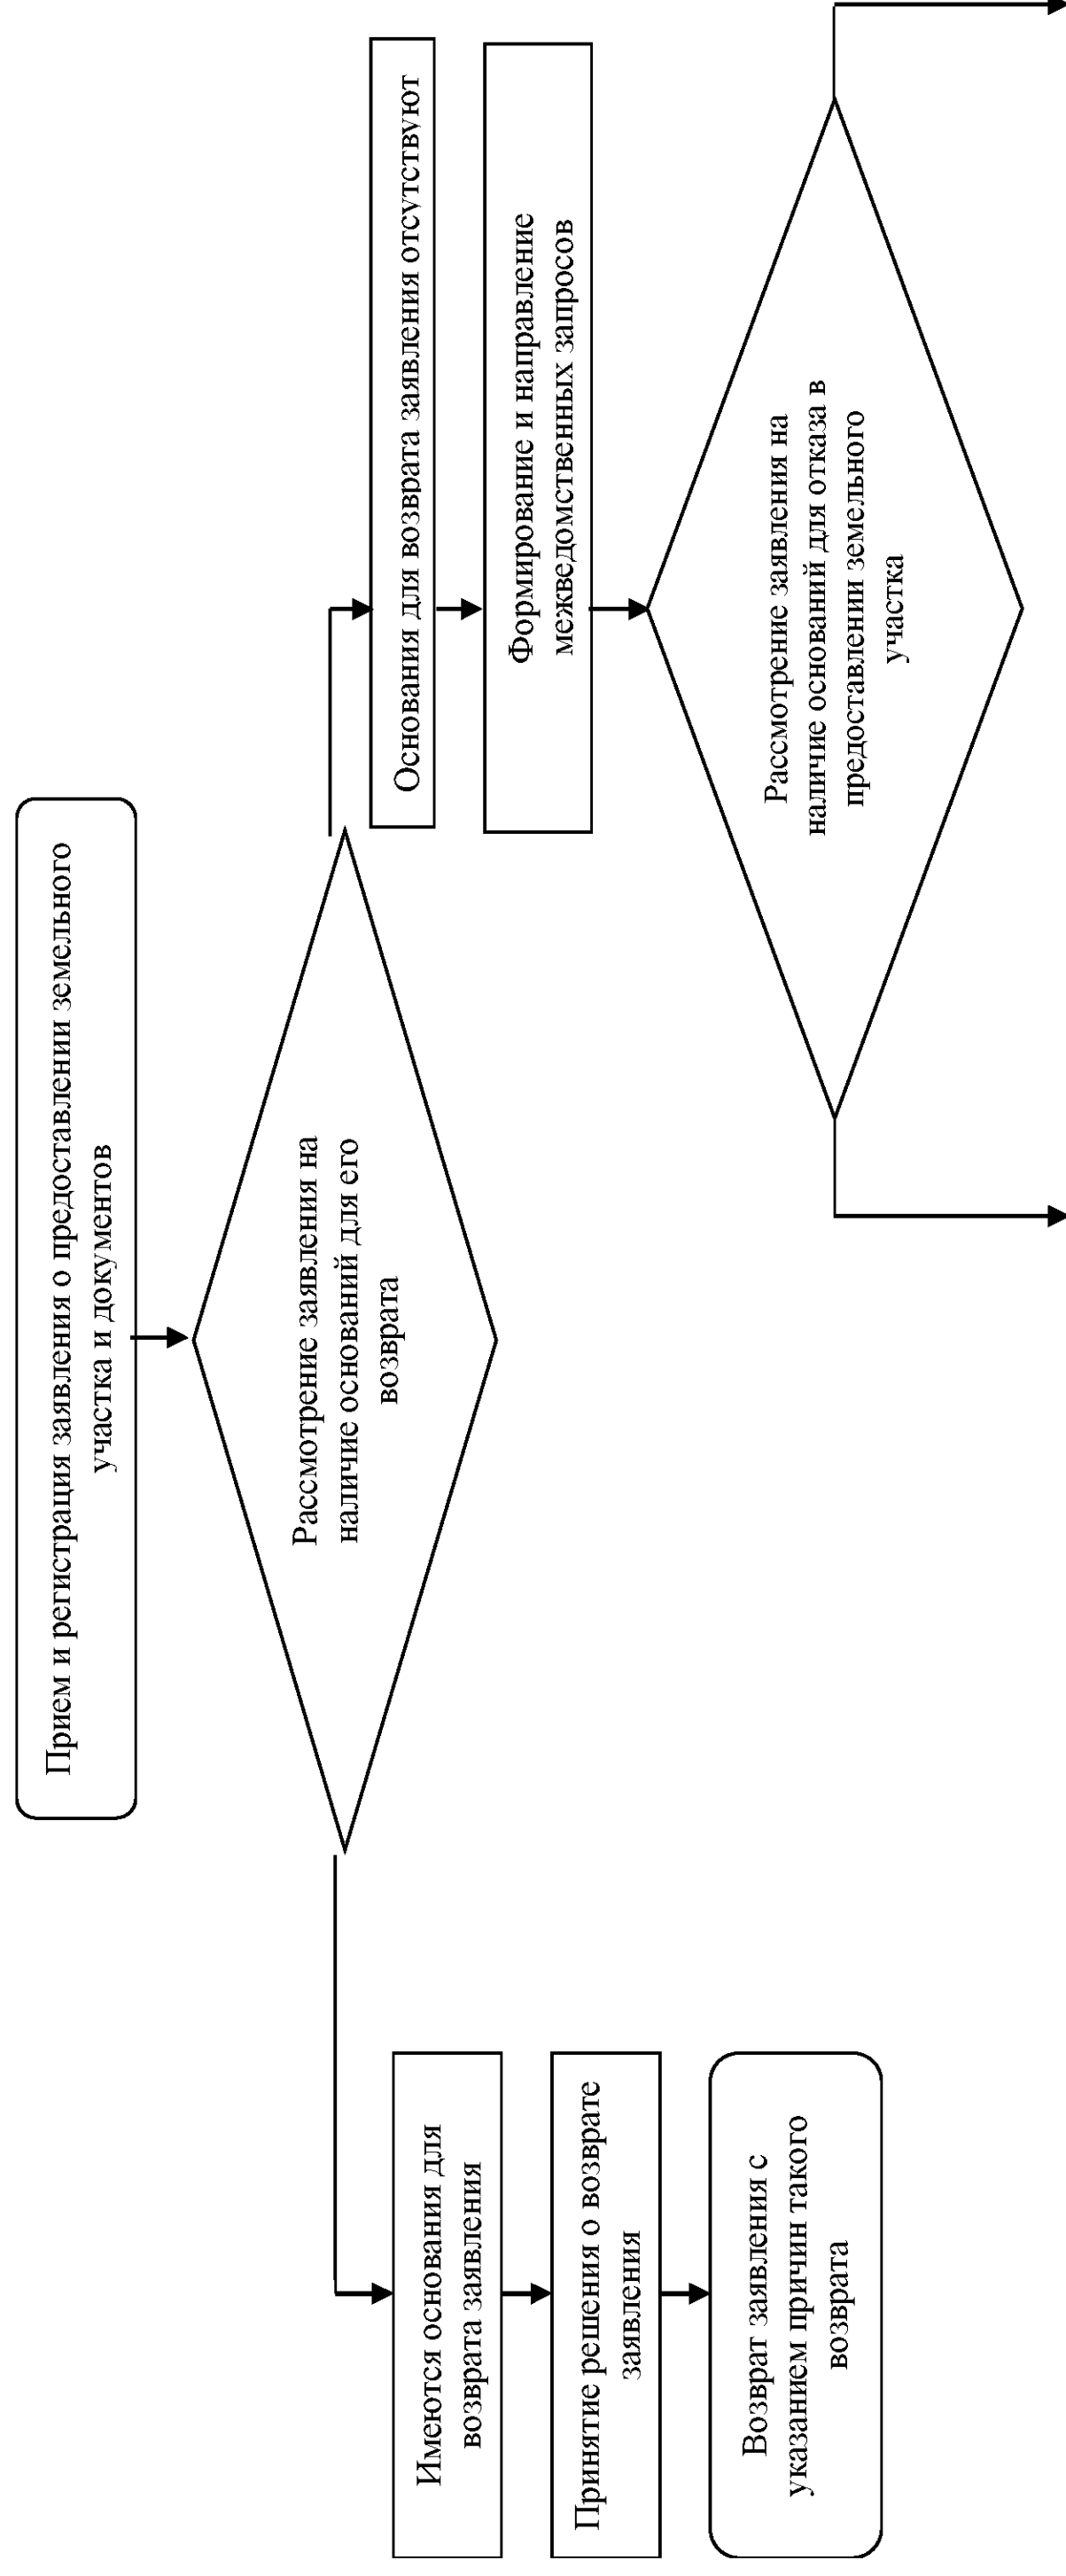 Прием и регистрация заявления о предоставлении земельного
участка и документов
Рассмотрение заявления на
наличие оснований для его
возврата
Имеются основания для
возврата заявления
Принятие решения о возврате
заявления
Возврат заявления с
указанием причин такого
возврата
Основания для возврата заявления отсутствуют
Формирование и направление
межведомственных запросов
Рассмотрение заявления на
наличие оснований для отказа в
предоставлении земельного
участка